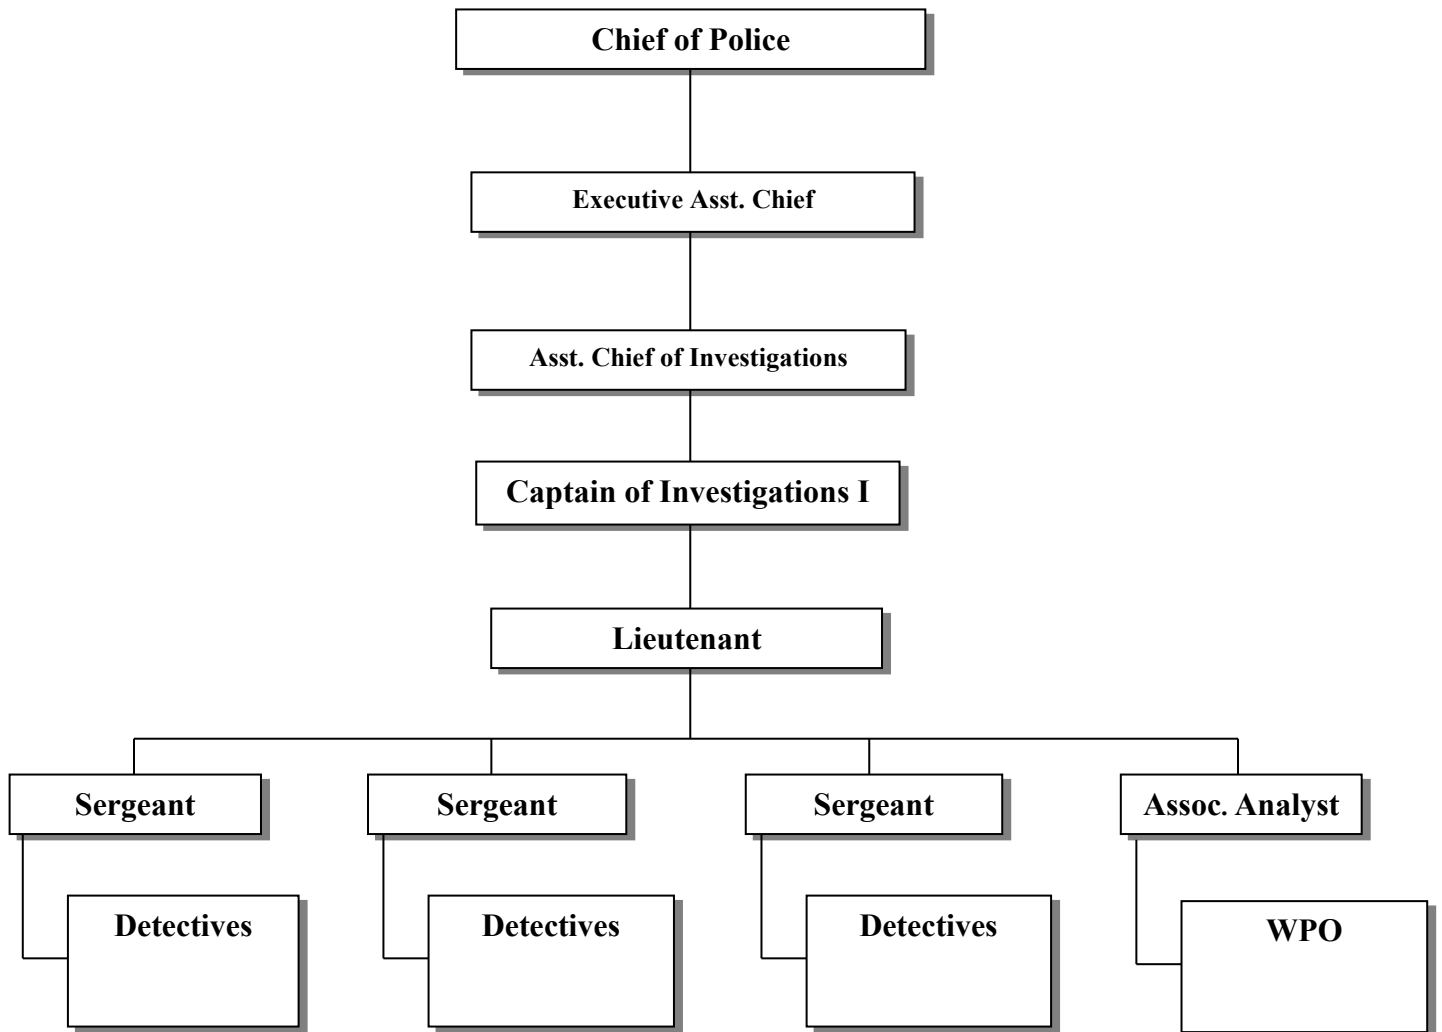 Chief of Police
Executive Asst. Chief
Asst. Chief of Investigations
Captain of Investigations I
Lieutenant
Sergeant
Sergeant
Sergeant
Assoc. Analyst
Detectives
Detectives
Detectives
WPO